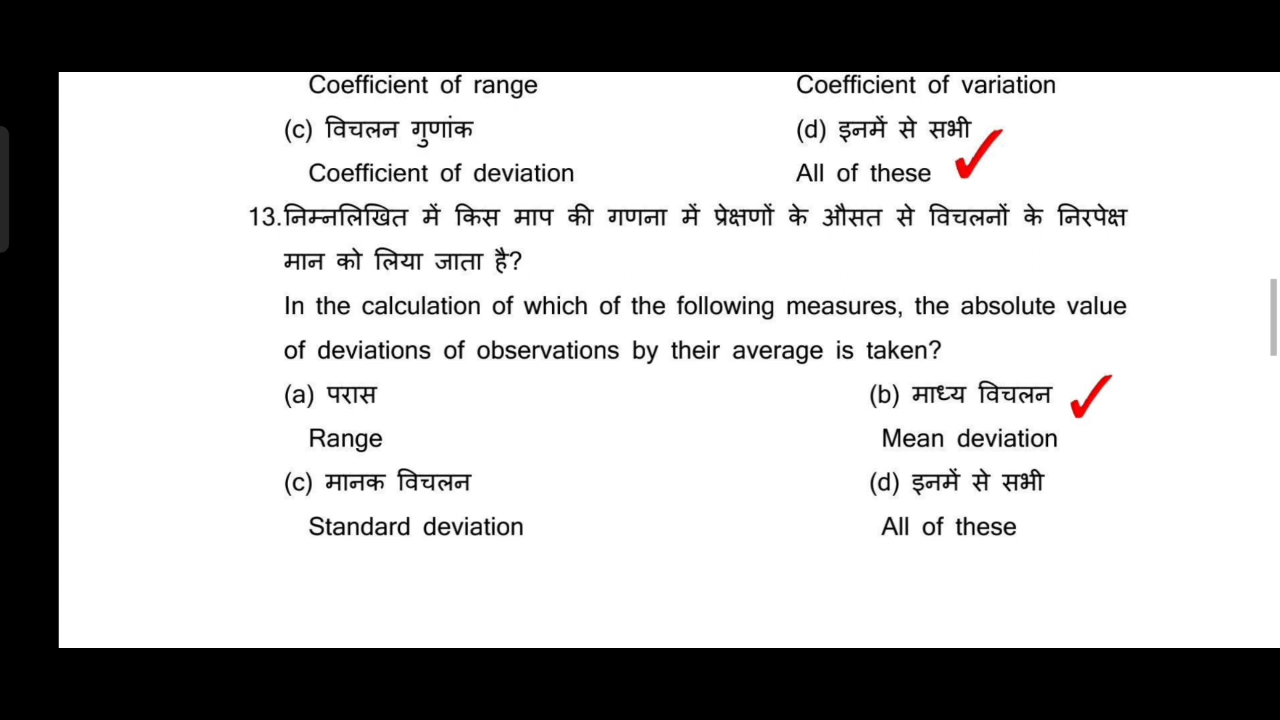 Coefficient of range Coefficient of variation
(c) विचलन गुणांक (d) इनमें से सभी
Coefficient of deviation All of these
13.निम्नलिखित में किस माप की गणना में प्रेक्षणों के औसत से विचलनों के निरपेक्ष
मान को लिया जाता है?
In the calculation of which of the following measures, the absolute value
of deviations of observations by their average is taken?
(a) परास (b) माध्य विचलन
Range Mean deviation
(c) मानक विचलन (d) इनमें से सभी
Standard deviation All of these